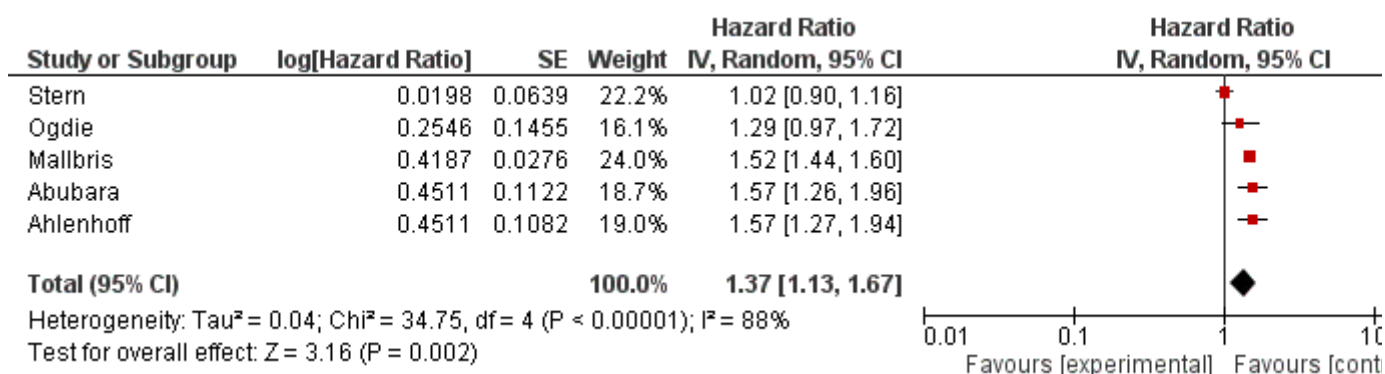 Hazard Ratio Hazard Ratio
Study or Subgroup log[Hazard Ratio] SE Weight IV, Random, 95% CI IV, Random, 95% CI
Stern 0.0198 0.0639 22.2% 1.02 [0.90, 1.16]
Ogdie 0.2546 0.1455 16.1% 1.29 [0.97, 1.72]
Mallbris 0.4187 0.0276 24.0% 1.52 [1.44, 1.60]
Abubara 0.4511 0.1122 18.7% 1.57 [1.26, 1.96]
Ahlenhoff 0.4511 0.1082 19.0% 1.57 [1.27, 1.94]
Total (95% CI) 100.0% 1.37 [1.13, 1.67]
Heterogeneity: Tau² = 0.04; Chi² = 34.75, df = 4 (P < 0.00001); I² = 88%
Test for overall effect: Z = 3.16 (P = 0.002)
0.01 0.1 1 10
Favours [experimental] Favours [cont